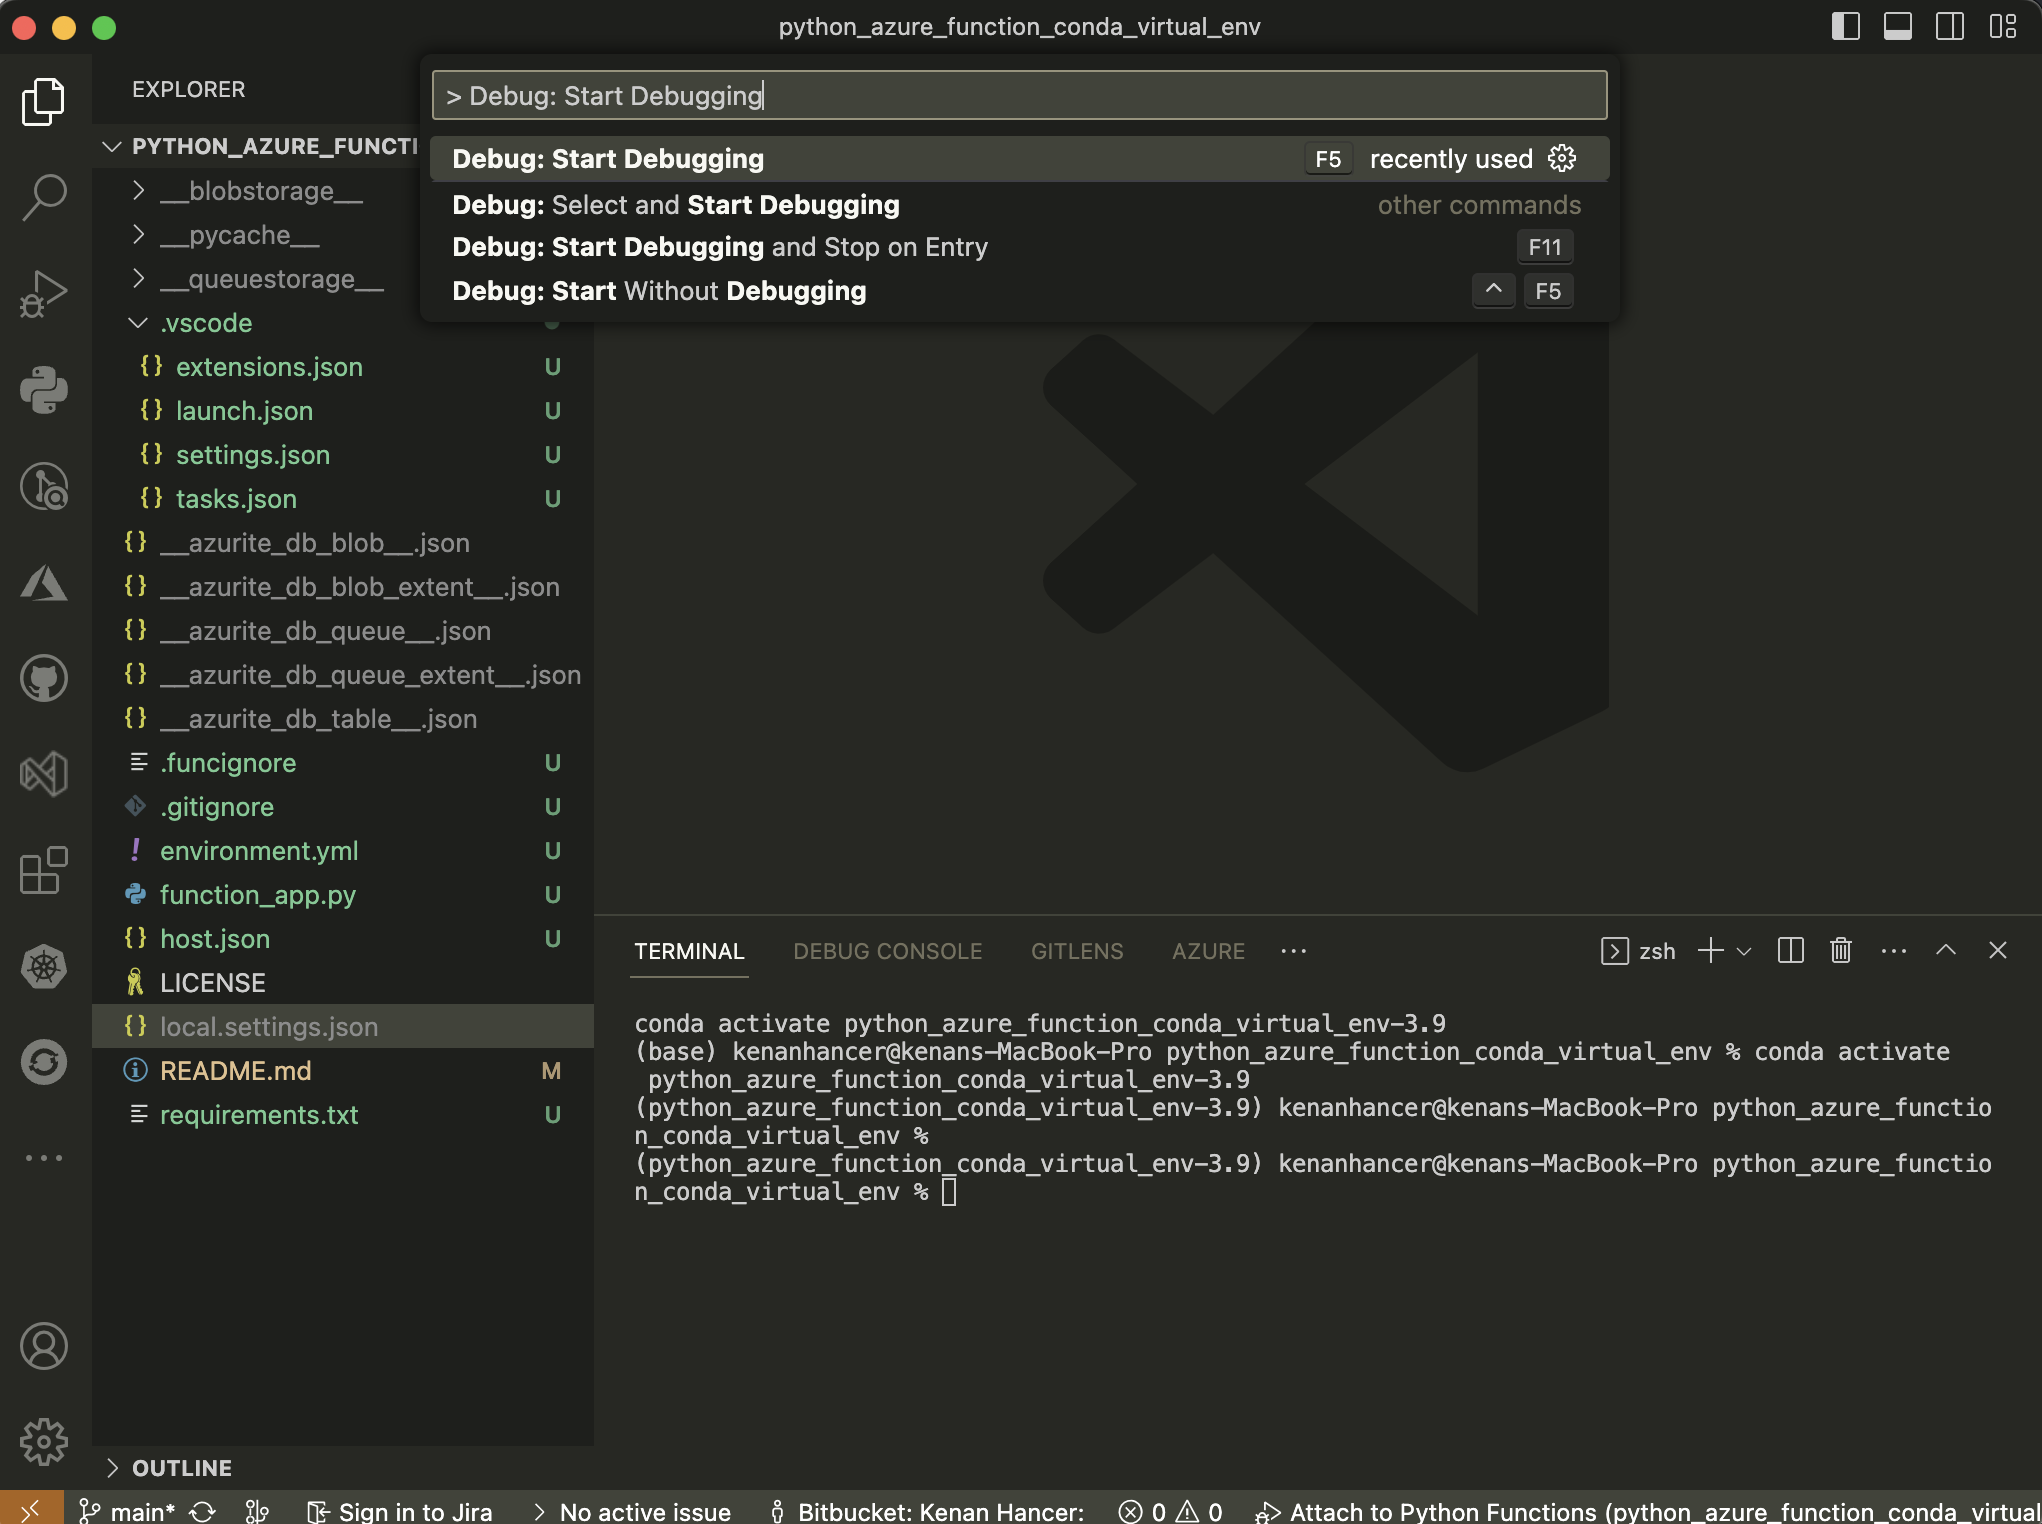 python_azure_function_conda_virtual_env
EXPLORER
> Debug: Start Debugging
Debug: Start Debugging F5 recently used
Debug: Select and Start Debugging other commands
Debug: Start Debugging and Stop on Entry F11
Debug: Start Without Debugging ^ F5
PYTHON_AZURE_FUNCTI
__blobstorage__
__pycache__
__queuestorage__
.vscode
extensions.json U
launch.json U
settings.json U
tasks.json U
__azurite_db_blob__.json
__azurite_db_blob_extent__.json
__azurite_db_queue__.json
__azurite_db_queue_extent__.json
__azurite_db_table__.json
.funcignore U
.gitignore U
environment.yml U
function_app.py U
host.json U
LICENSE
local.settings.json
README.md M
requirements.txt U
OUTLINE
TERMINAL DEBUG CONSOLE GITLENS AZURE ... zsh
conda activate python_azure_function_conda_virtual_env-3.9
(base) kenanhancer@kenans-MacBook-Pro python_azure_function_conda_virtual_env % conda activate
python_azure_function_conda_virtual_env-3.9
(python_azure_function_conda_virtual_env-3.9) kenanhancer@kenans-MacBook-Pro python_azure_functio
n_conda_virtual_env %
(python_azure_function_conda_virtual_env-3.9) kenanhancer@kenans-MacBook-Pro python_azure_functio
n_conda_virtual_env %
main* Sign in to Jira > No active issue Bitbucket: Kenan Hancer: 0 0 Attach to Python Functions (python_azure_function_conda_virtual